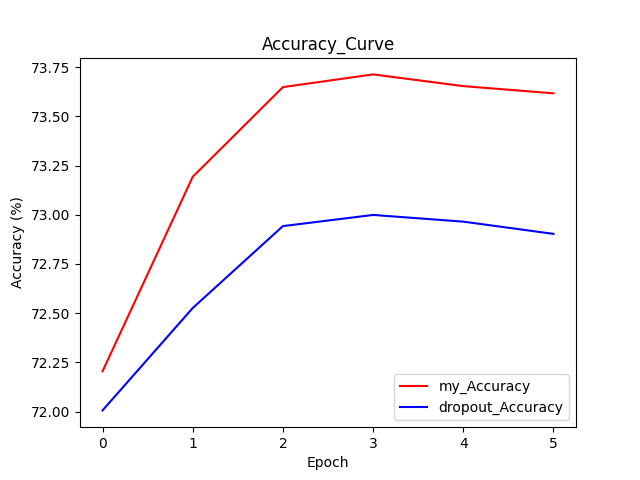 Accuracy_Curve
Accuracy (%)
73.75
73.50
73.25
73.00
72.75
72.50
72.25
72.00
my_Accuracy
dropout_Accuracy
0 1 2 3 4 5
Epoch